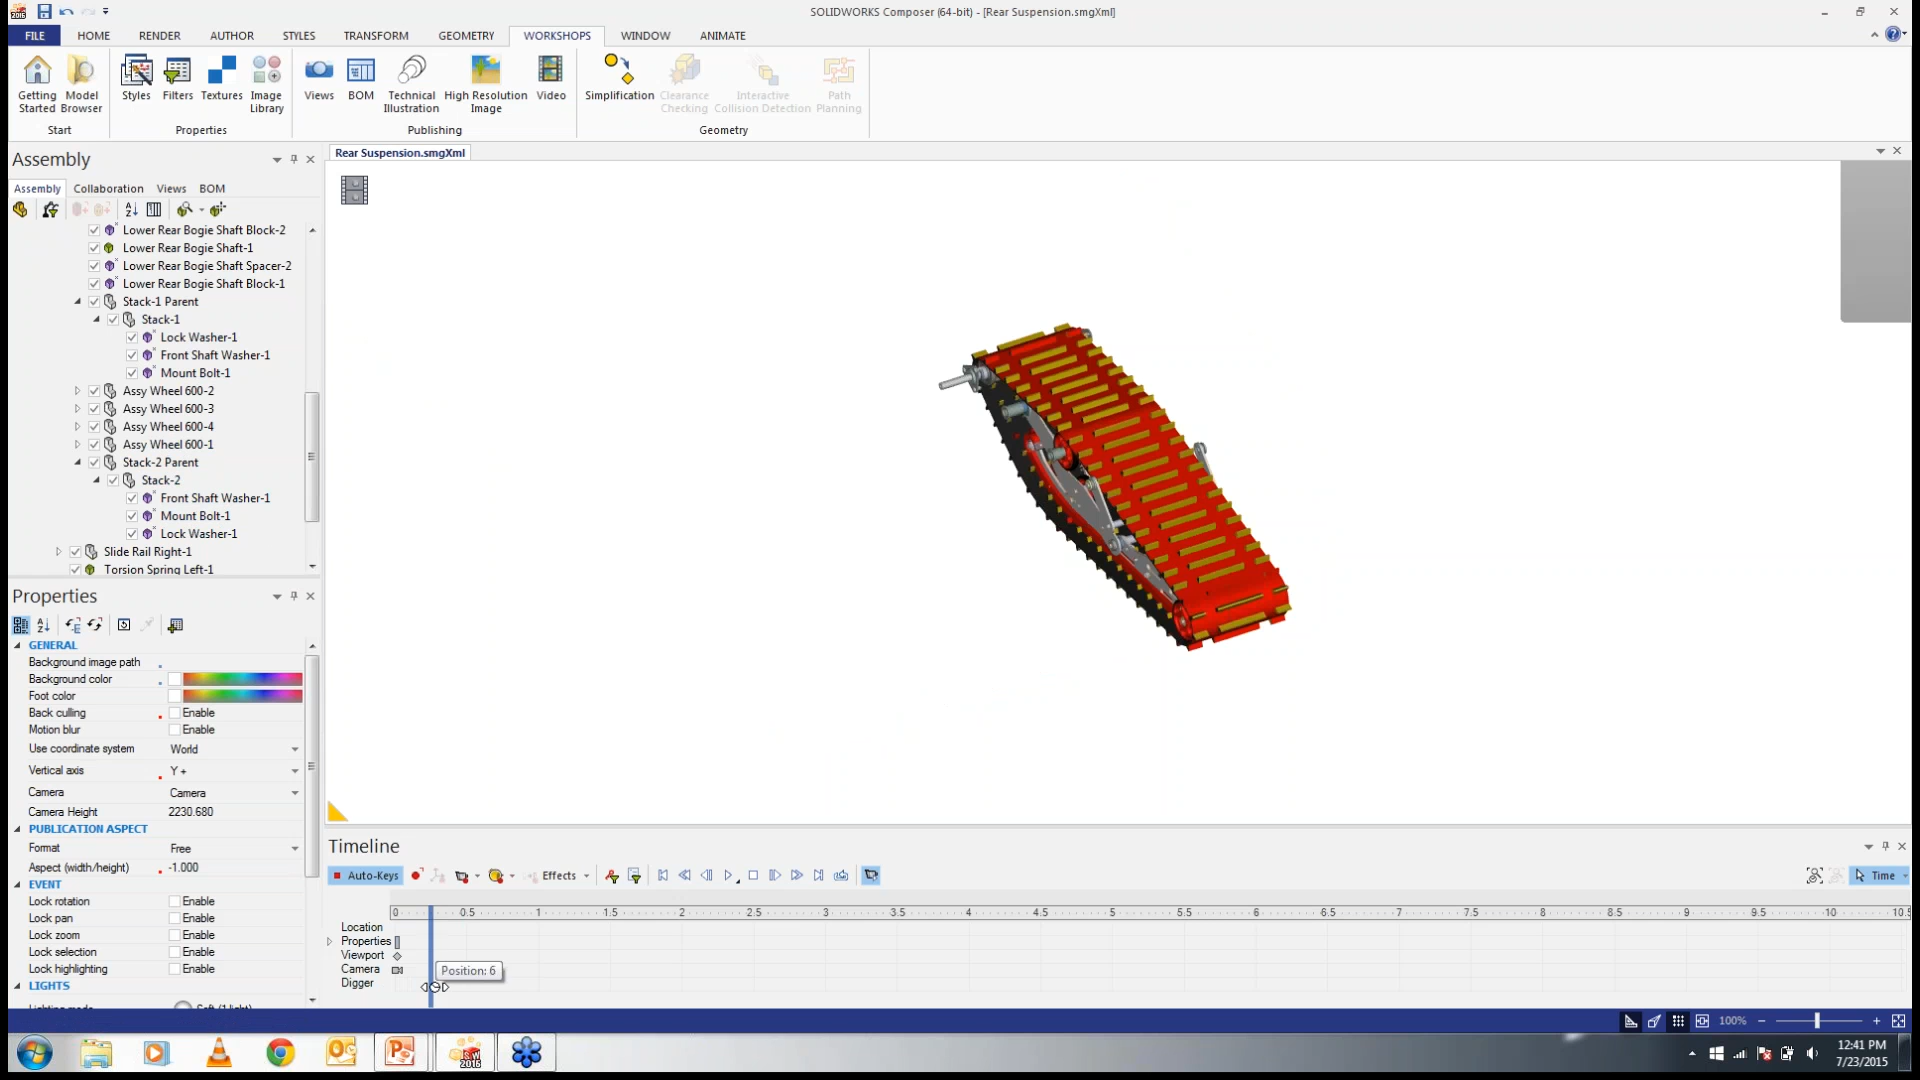 SOLIDWORKS Composer (64-bit) - [Rear Suspension.smgXml]
FILE HOME RENDER AUTHOR STYLES TRANSFORM GEOMETRY WORKSHOPS WINDOW ANIMATE
Getting Started Model Browser Styles Filters Textures Image Library Views BOM Technical Illustration High Resolution Image Video Simplification Clearance Checking Interactive Collision Detection Path Planning
Start Properties Publishing Geometry
Assembly
Rear Suspension.smgXml
Assembly Collaboration Views BOM
Lower Rear Bogie Shaft Block-2
Lower Rear Bogie Shaft-1
Lower Rear Bogie Shaft Spacer-2
Lower Rear Bogie Shaft Block-1
Stack-1 Parent
Stack-1
Lock Washer-1
Front Shaft Washer-1
Mount Bolt-1
Assy Wheel 600-2
Assy Wheel 600-3
Assy Wheel 600-4
Assy Wheel 600-1
Stack-2 Parent
Stack-2
Front Shaft Washer-1
Mount Bolt-1
Lock Washer-1
Slide Rail Right-1
Torsion Spring Left-1
Properties
GENERAL
Background image path
Background color
Foot color
Back culling Enable
Motion blur Enable
Use coordinate system World
Vertical axis Y +
Camera Camera
Camera Height 2230.680
PUBLICATION ASPECT
Format Free
Aspect (width/height) -1.000
EVENT
Lock rotation Enable
Lock pan Enable
Lock zoom Enable
Lock selection Enable
Lock highlighting Enable
LIGHTS
Timeline
Auto-Keys Effects Time
0 0.5 1 1.5 2 2.5 3 3.5 4 4.5 5 5.5 6 6.5 7 7.5 8 8.5 9 9.5 10 10.5
Location
Properties
Viewport
Camera
Position: 6
Digger
100%
2016
12:41 PM
7/23/2015